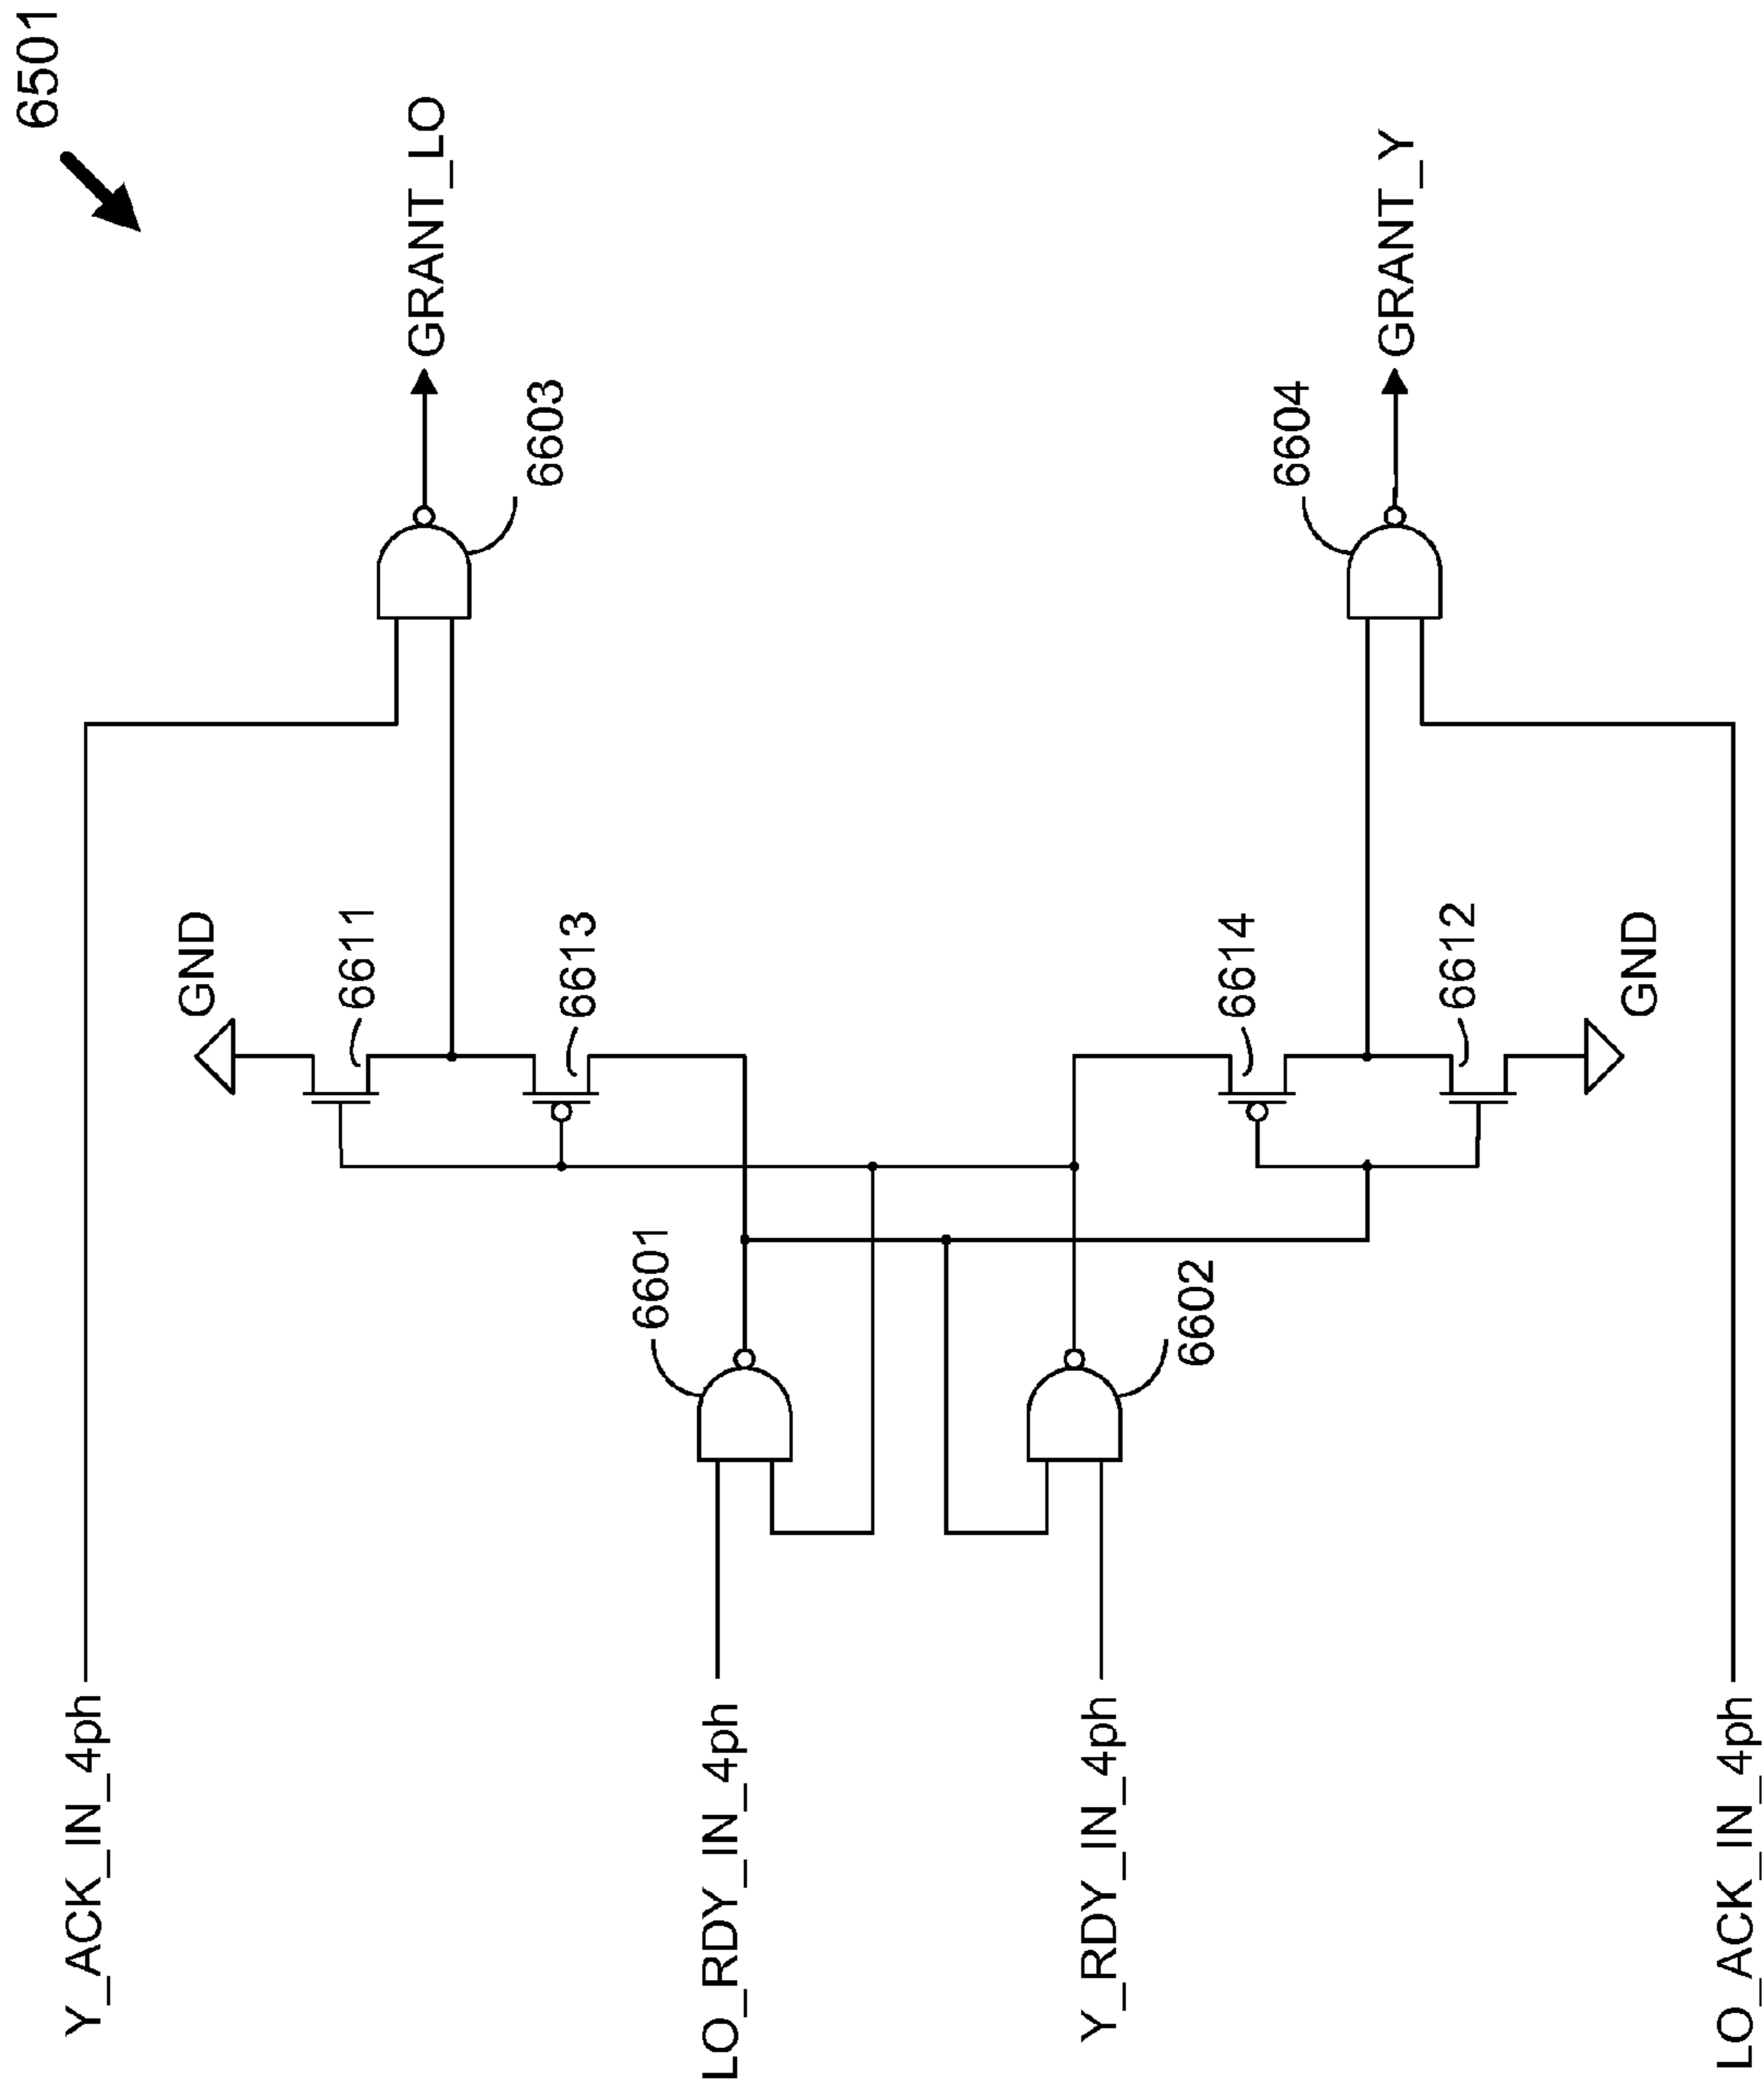 6501
Y_ACK_IN_4ph
GND
6611
GRANT_LO
6603
6613
6601
LO_RDY_IN_4ph
Y_RDY_IN_4ph
6602
6614
6604
GRANT_Y
6612
GND
LO_ACK_IN_4ph